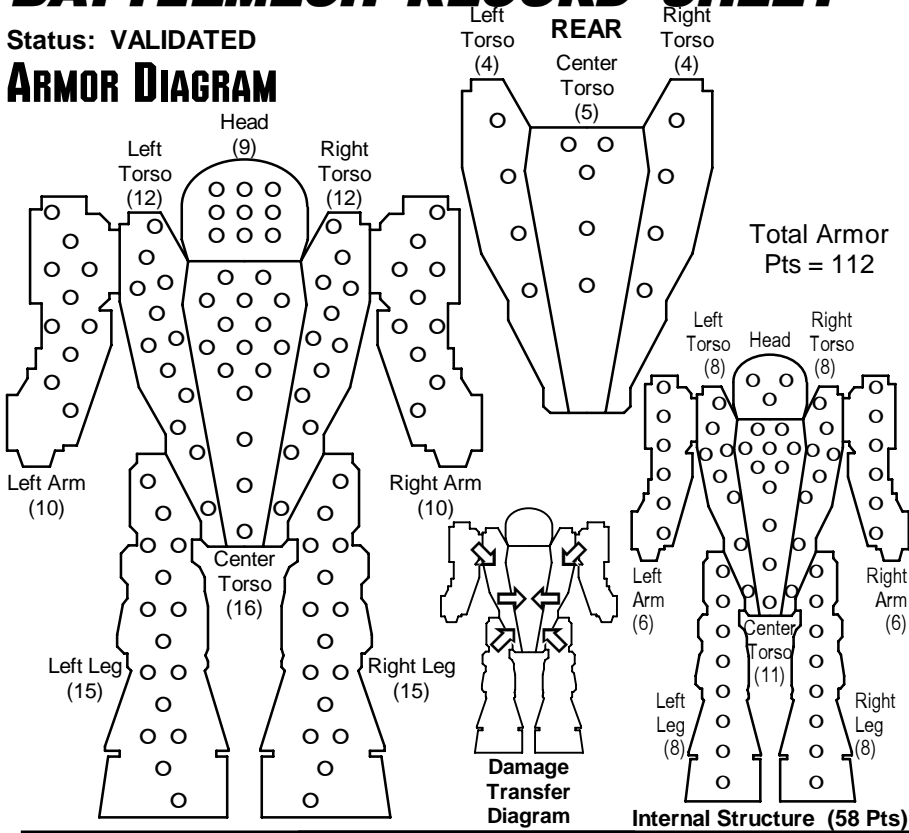 BATTLEMECH RECORD SHEET
Status: VALIDATED
ARMOR DIAGRAM
Left
Torso
(4)
REAR
Center
Torso
(5)
Right
Torso
(4)
Left
Torso
(12)
Head
(9)
Right
Torso
(12)
Total Armor
Pts = 112
Left Arm
(10)
Right Arm
(10)
Center
Torso
(16)
Left Leg
(15)
Right Leg
(15)
Damage
Transfer
Diagram
Left
Torso
(8)
Head
Right
Torso
(8)
Left
Arm
(6)
Right
Arm
(6)
Center
Torso
(11)
Left
Leg
(8)
Right
Leg
(8)
Internal Structure (58 Pts)